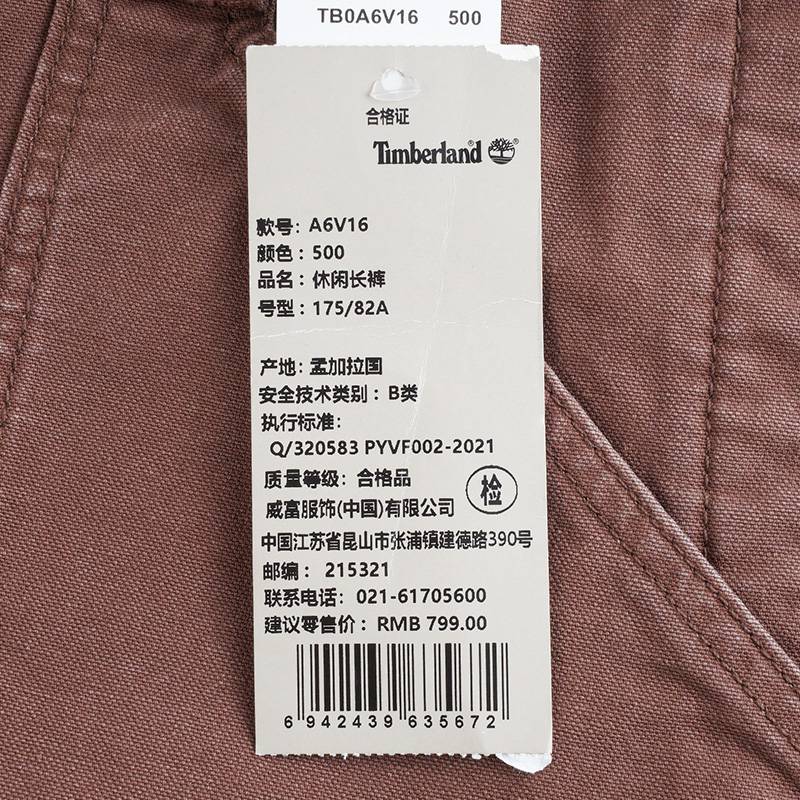 TB0A6V16 500
合格证
Timberland
款号: A6V16
颜色: 500
品名: 休闲长裤
号型: 175/82A
产地: 孟加拉国
安全技术类别: B类
执行标准:
Q/320583 PYVF002-2021
质量等级: 合格品
检
威富服饰(中国)有限公司
中国江苏省昆山市张浦镇建德路390号
邮编: 215321
联系电话: 021-61705600
建议零售价: RMB 799.00
6 942439 635672